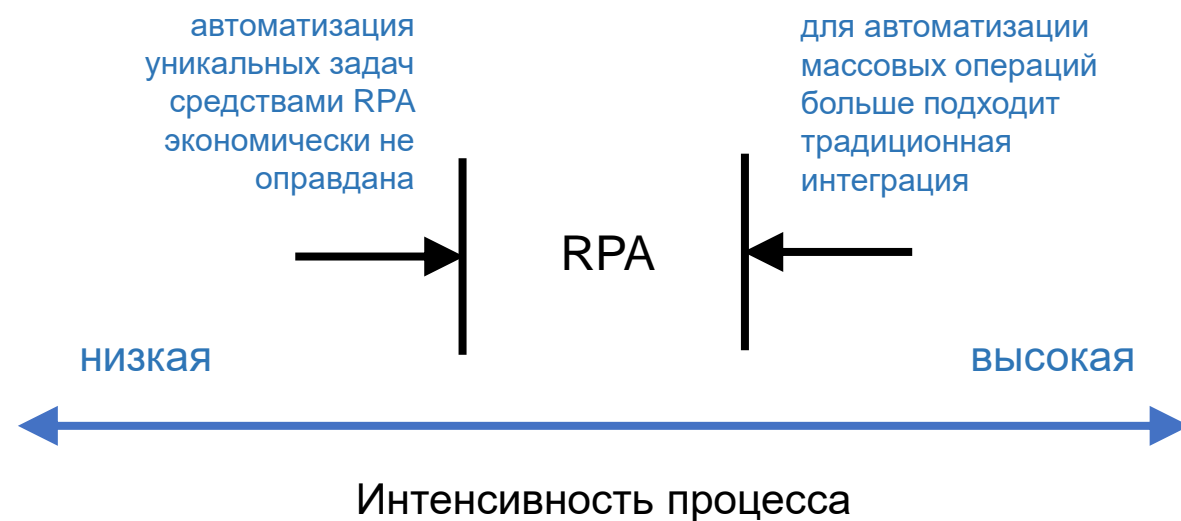 автоматизация
уникальных задач
средствами RPA
экономически не
оправдана
для автоматизации
массовых операций
больше подходит
традиционная
интеграция
RPA
низкая
высокая
Интенсивность процесса